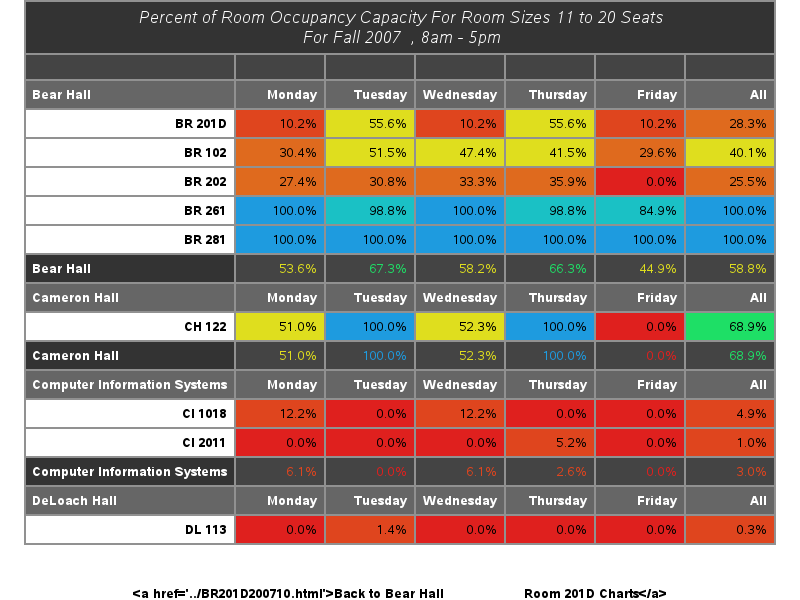 Percent of Room Occupancy Capacity For Room Sizes 11 to 20 Seats
For Fall 2007 , 8am - 5pm
Bear Hall Monday Tuesday Wednesday Thursday Friday All
BR 201D 10.2% 55.6% 10.2% 55.6% 10.2% 28.3%
BR 102 30.4% 51.5% 47.4% 41.5% 29.6% 40.1%
BR 202 27.4% 30.8% 33.3% 35.9% 0.0% 25.5%
BR 261 100.0% 98.8% 100.0% 98.8% 84.9% 100.0%
BR 281 100.0% 100.0% 100.0% 100.0% 100.0% 100.0%
Bear Hall 53.6% 67.3% 58.2% 66.3% 44.9% 58.8%
Cameron Hall Monday Tuesday Wednesday Thursday Friday All
CH 122 51.0% 100.0% 52.3% 100.0% 0.0% 68.9%
Cameron Hall 51.0% 100.0% 52.3% 100.0% 0.0% 68.9%
Computer Information Systems Monday Tuesday Wednesday Thursday Friday All
CI 1018 12.2% 0.0% 12.2% 0.0% 0.0% 4.9%
CI 2011 0.0% 0.0% 0.0% 5.2% 0.0% 1.0%
Computer Information Systems 6.1% 0.0% 6.1% 2.6% 0.0% 3.0%
DeLoach Hall Monday Tuesday Wednesday Thursday Friday All
DL 113 0.0% 1.4% 0.0% 0.0% 0.0% 0.3%
<a href='../BR201D200710.html'>Back to Bear Hall Room 201D Charts</a>